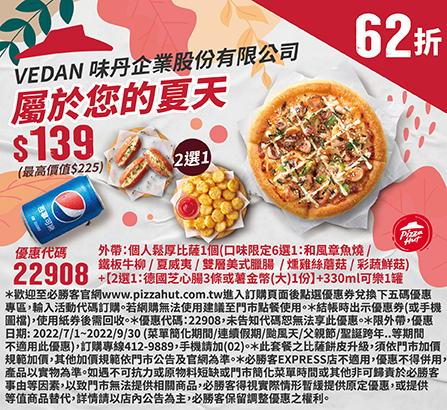 62折
VEDAN 味丹企業股份有限公司
屬於您的夏天
$139
(最高價值$225)
2選1
百事可樂
Pizza Hut
優惠代碼
22908
外帶:個人鬆厚比薩1個(口味限定6選1:和風章魚燒 /
鐵板牛柳 / 夏威夷 / 雙層美式臘腸 / 燻雞絲蘑菇 / 彩蔬鮮菇)
+【2選1:德國芝心腸3條或薯金幣(大)1份】+330ml可樂1罐
*歡迎至必勝客官網www.pizzahut.com.tw進入訂購頁面後點選優惠券兌換下五碼優惠
專區,輸入活動代碼訂購。若網購無法使用建議至門市點餐使用。*結帳時出示優惠券(或手機
圖檔),使用紙券後需回收。*優惠代碼:22908,未告知代碼恕無法享此優惠。*限外帶,優惠
日期: 2022/7/1~2022/9/30 (菜單簡化期間/連續假期/颱風天/父親節/聖誕跨年..等期間
不適用此優惠),訂購專線412-9889,手機請加(02)。*此套餐之比薩餅皮升級,須依門市加價
規範加價,其他加價規範依門市公告及官網為準。*必勝客EXPRESS店不適用,優惠不得併用,
產品以實物為準。如遇不可抗力或原物料短缺或門市簡化菜單時間或其他非可歸責於必勝客
事由等因素,以致門市無法提供相關商品,必勝客得視實際情形暫緩提供原定優惠,或提供
等值商品替代,詳情請以店內公告為主,必勝客保留調整優惠之權利。